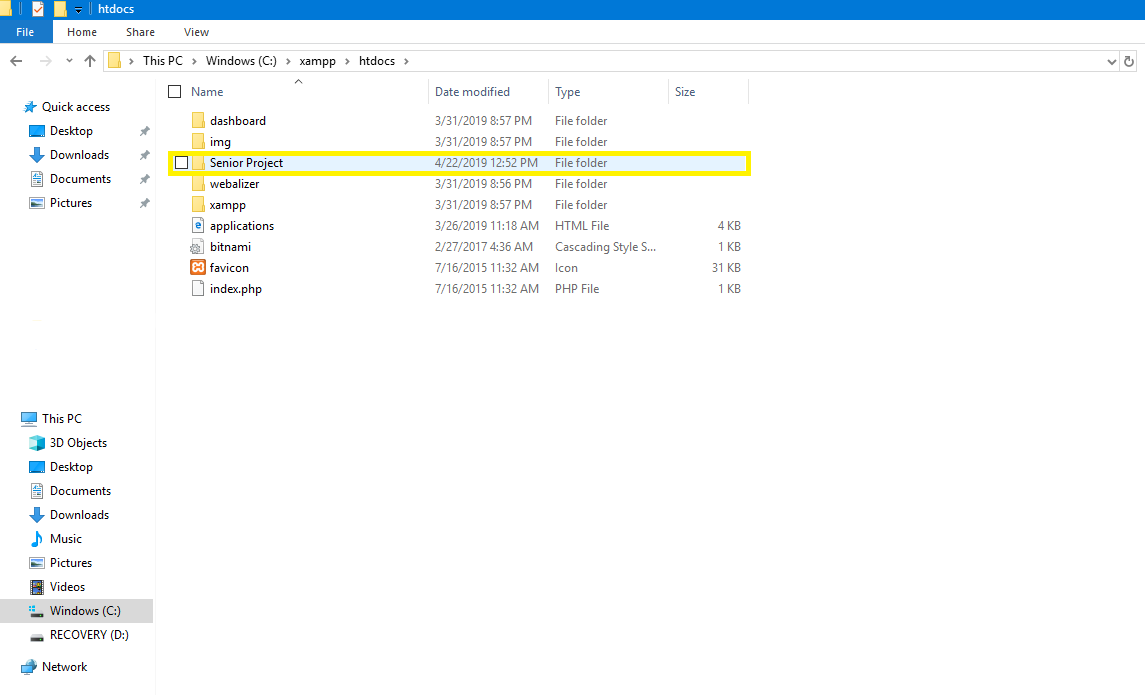 htdocs
File Home Share View
This PC Windows (C:) xampp htdocs
Name Date modified Type Size
Quick access
Desktop
Downloads
Documents
Pictures
This PC
3D Objects
Desktop
Documents
Downloads
Music
Pictures
Videos
Windows (C:)
RECOVERY (D:)
Network
dashboard 3/31/2019 8:57 PM File folder
img 3/31/2019 8:57 PM File folder
Senior Project 4/22/2019 12:52 PM File folder
webalizer 3/31/2019 8:56 PM File folder
xampp 3/31/2019 8:57 PM File folder
applications 3/26/2019 11:18 AM HTML File 4 KB
bitnami 2/27/2017 4:36 AM Cascading Style S... 1 KB
favicon 7/16/2015 11:32 AM Icon 31 KB
index.php 7/16/2015 11:32 AM PHP File 1 KB